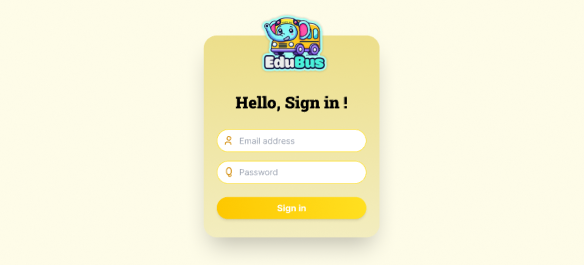 EduBus
Hello, Sign in !
Email address
Password
Sign In